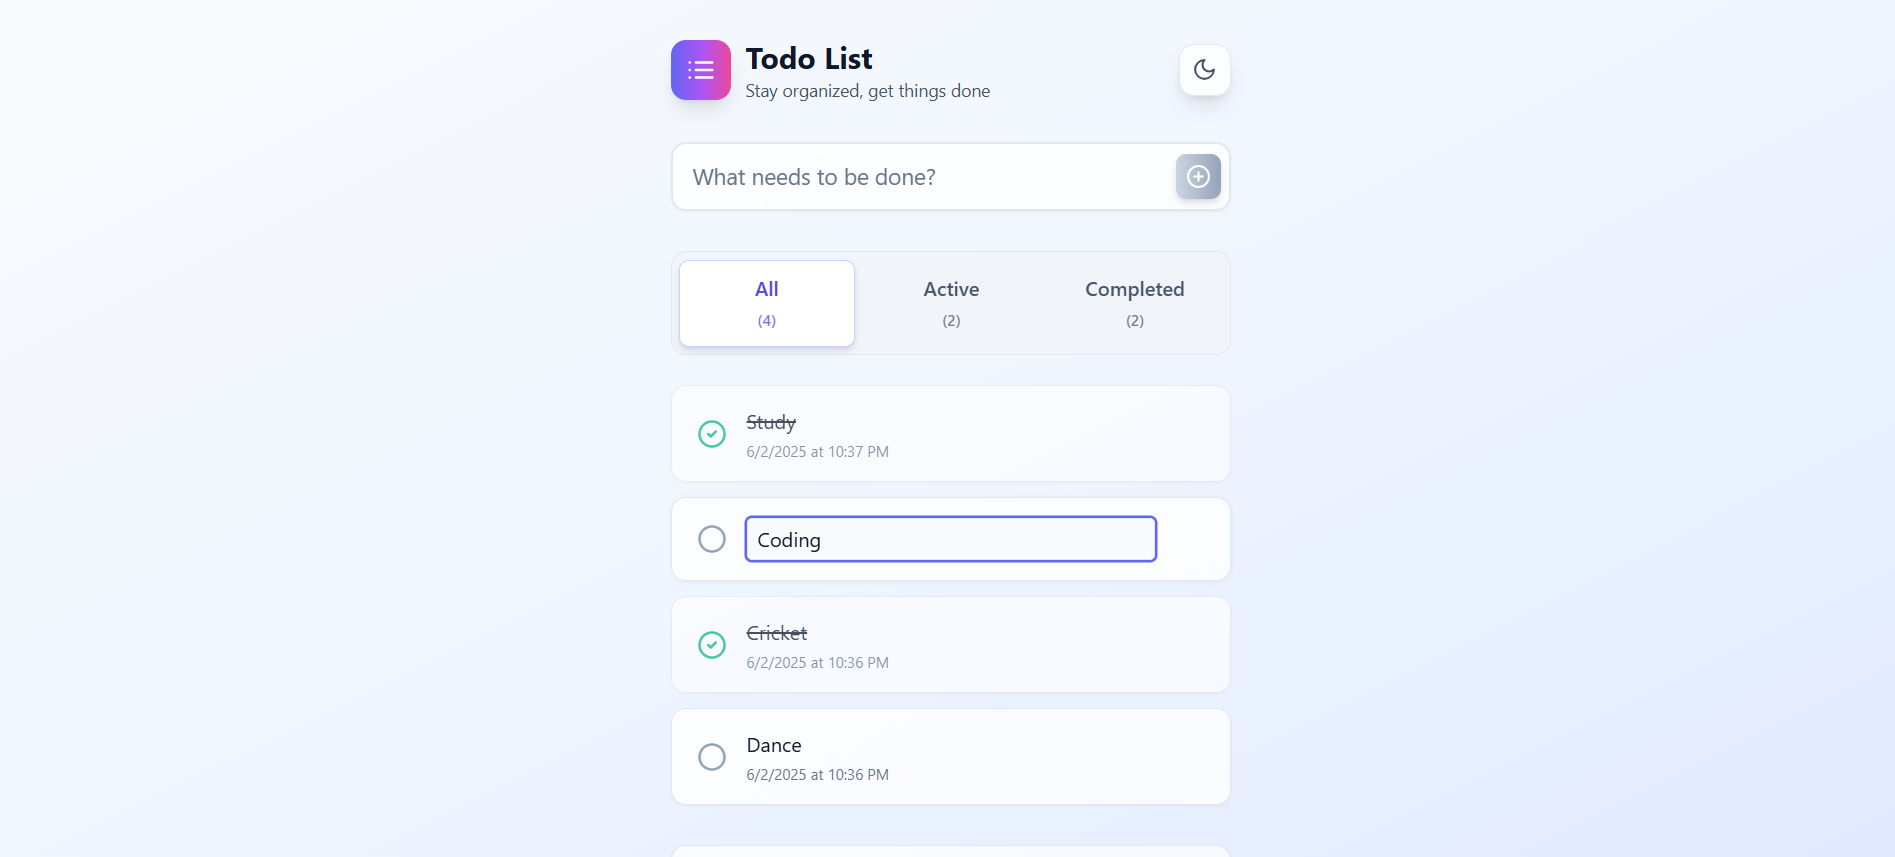 Todo List
Stay organized, get things done
What needs to be done?
All
(4)
Active
(2)
Completed
(2)
Study
6/2/2025 at 10:37 PM
Coding
Cricket
6/2/2025 at 10:36 PM
Dance
6/2/2025 at 10:36 PM